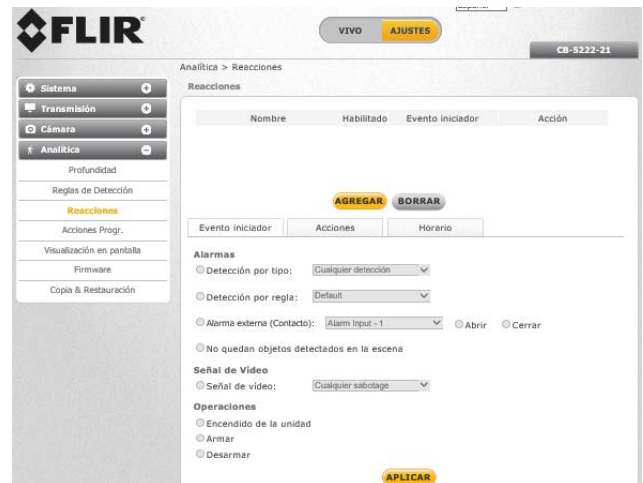 FLIR
VIVO AJUSTES
CB-5222-21
Analítica > Reacciones
Reacciones
Sistema
Transmisión
Cámara
Analítica
Profundidad
Reglas de Detección
Reacciones
Acciones Progr.
Visualización en pantalla
Firmware
Copia & Restauración
Nombre Habilitado Evento iniciador Acción
AGREGAR BORRAR
Evento iniciador Acciones Horario
Alarmas
Detección por tipo: Cualquier detección
Detección por regla: Default
Alarma externa (Contacto): Alarm Input - 1 Abrir Cerrar
No quedan objetos detectados en la escena
Señal de Vídeo
Señal de vídeo: Cualquier sabotage
Operaciones
Encendido de la unidad
Armar
Desarmar
APLICAR